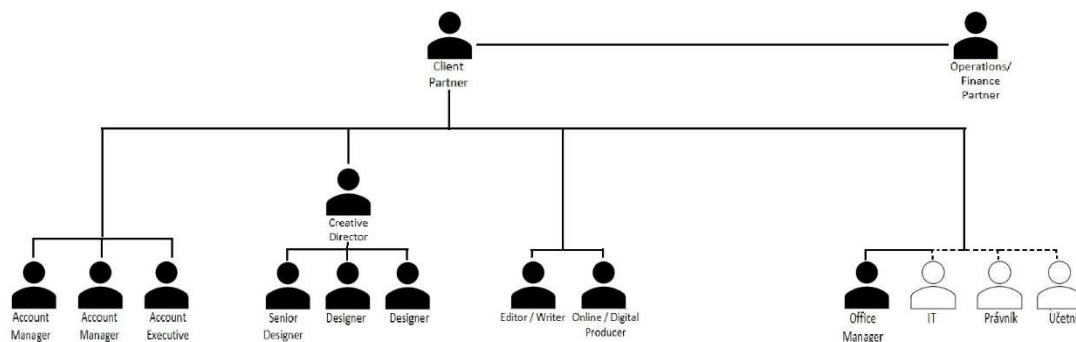 Client
Partner
Operations/
Finance
Partner
Creative
Director
Account
Manager
Account
Manager
Account
Executive
Senior
Designer
Designer
Designer
Editor / Writer
Online / Digital
Producer
Office
Manager
IT
Právník
Účetní